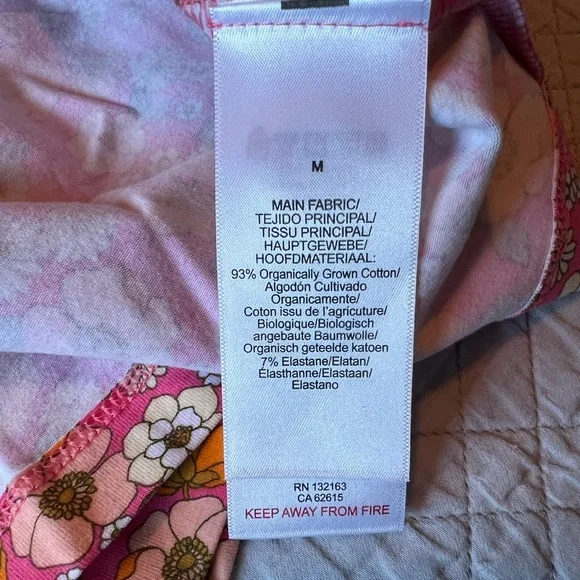 M
MAIN FABRIC/
TEJIDO PRINCIPAL/
TISSU PRINCIPAL/
HAUPTGEWEBE/
HOOFDMATERIAAL:
93% Organically Grown Cotton/
Algodón Cultivado
Organicamente/
Coton issu de l'agricuture/
Biologique/Biologisch
angebaute Baumwolle/
Organisch geteelde katoen
7% Elastane/Elatan/
Élasthanne/Elastaan/
Elastano
RN 132163
CA 62615
KEEP AWAY FROM FIRE